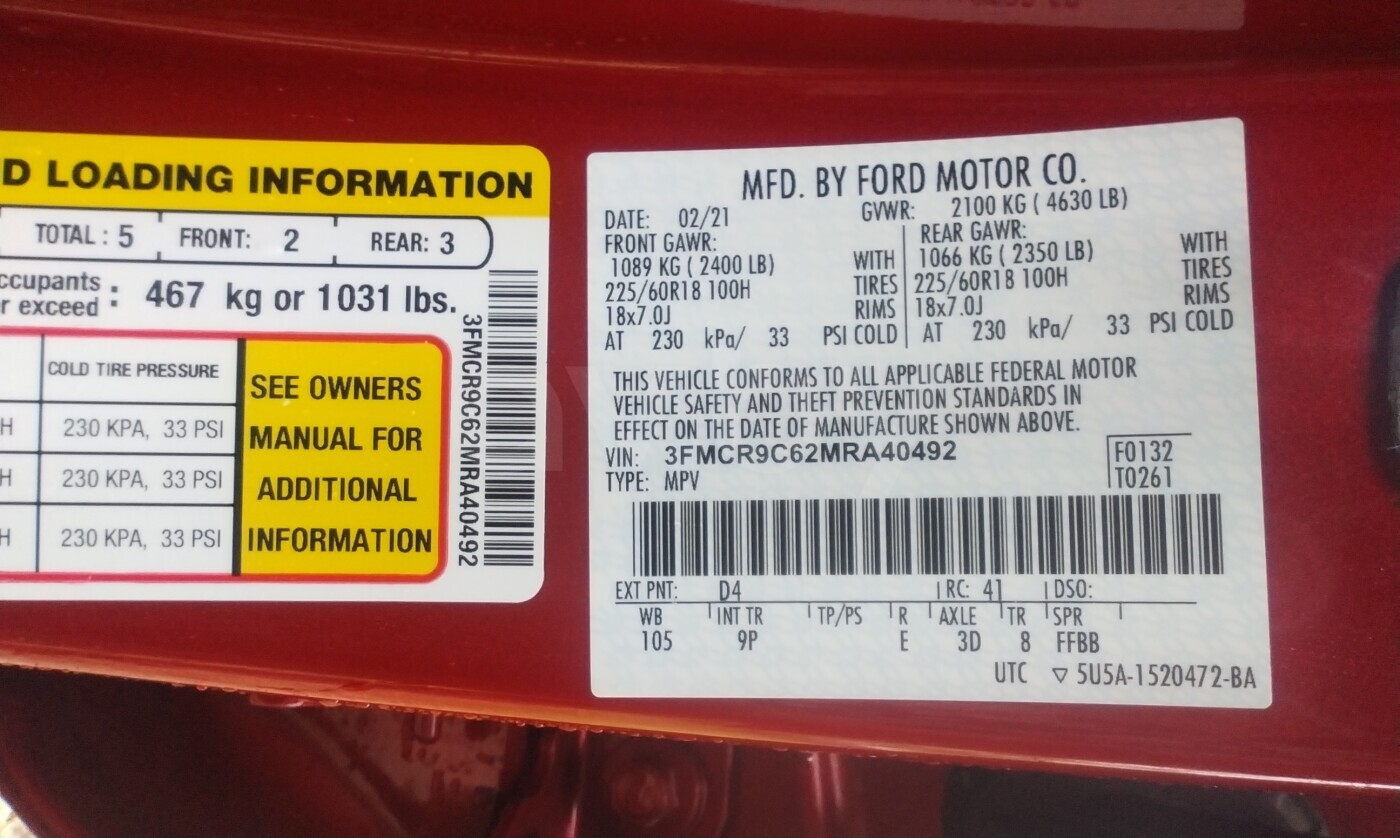 D LOADING INFORMATION
TOTAL : 5 FRONT: 2 REAR: 3
ccupants
r exceed : 467 kg or 1031 lbs.
COLD TIRE PRESSURE
H 230 KPA, 33 PSI
H 230 KPA, 33 PSI
H 230 KPA, 33 PSI
SEE OWNERS
MANUAL FOR
ADDITIONAL
INFORMATION
3FMCR9C62MRA40492
MFD. BY FORD MOTOR CO.
DATE: 02/21 GVWR: 2100 KG ( 4630 LB)
FRONT GAWR:
1089 KG ( 2400 LB) WITH
225/60R18 100H TIRES
18x7.0J RIMS
AT 230 kPa/ 33 PSI COLD
REAR GAWR:
1066 KG ( 2350 LB) WITH
225/60R18 100H TIRES
18x7.0J RIMS
AT 230 kPa/ 33 PSI COLD
THIS VEHICLE CONFORMS TO ALL APPLICABLE FEDERAL MOTOR
VEHICLE SAFETY AND THEFT PREVENTION STANDARDS IN
EFFECT ON THE DATE OF MANUFACTURE SHOWN ABOVE.
VIN: 3FMCR9C62MRA40492
TYPE: MPV
F0132
T0261
EXT PNT: D4 RC: 41 DSO:
WB INT TR TP/PS R AXLE TR SPR
105 9P E 3D 8 FFBB
UTC ▽ 5U5A-1520472-BA